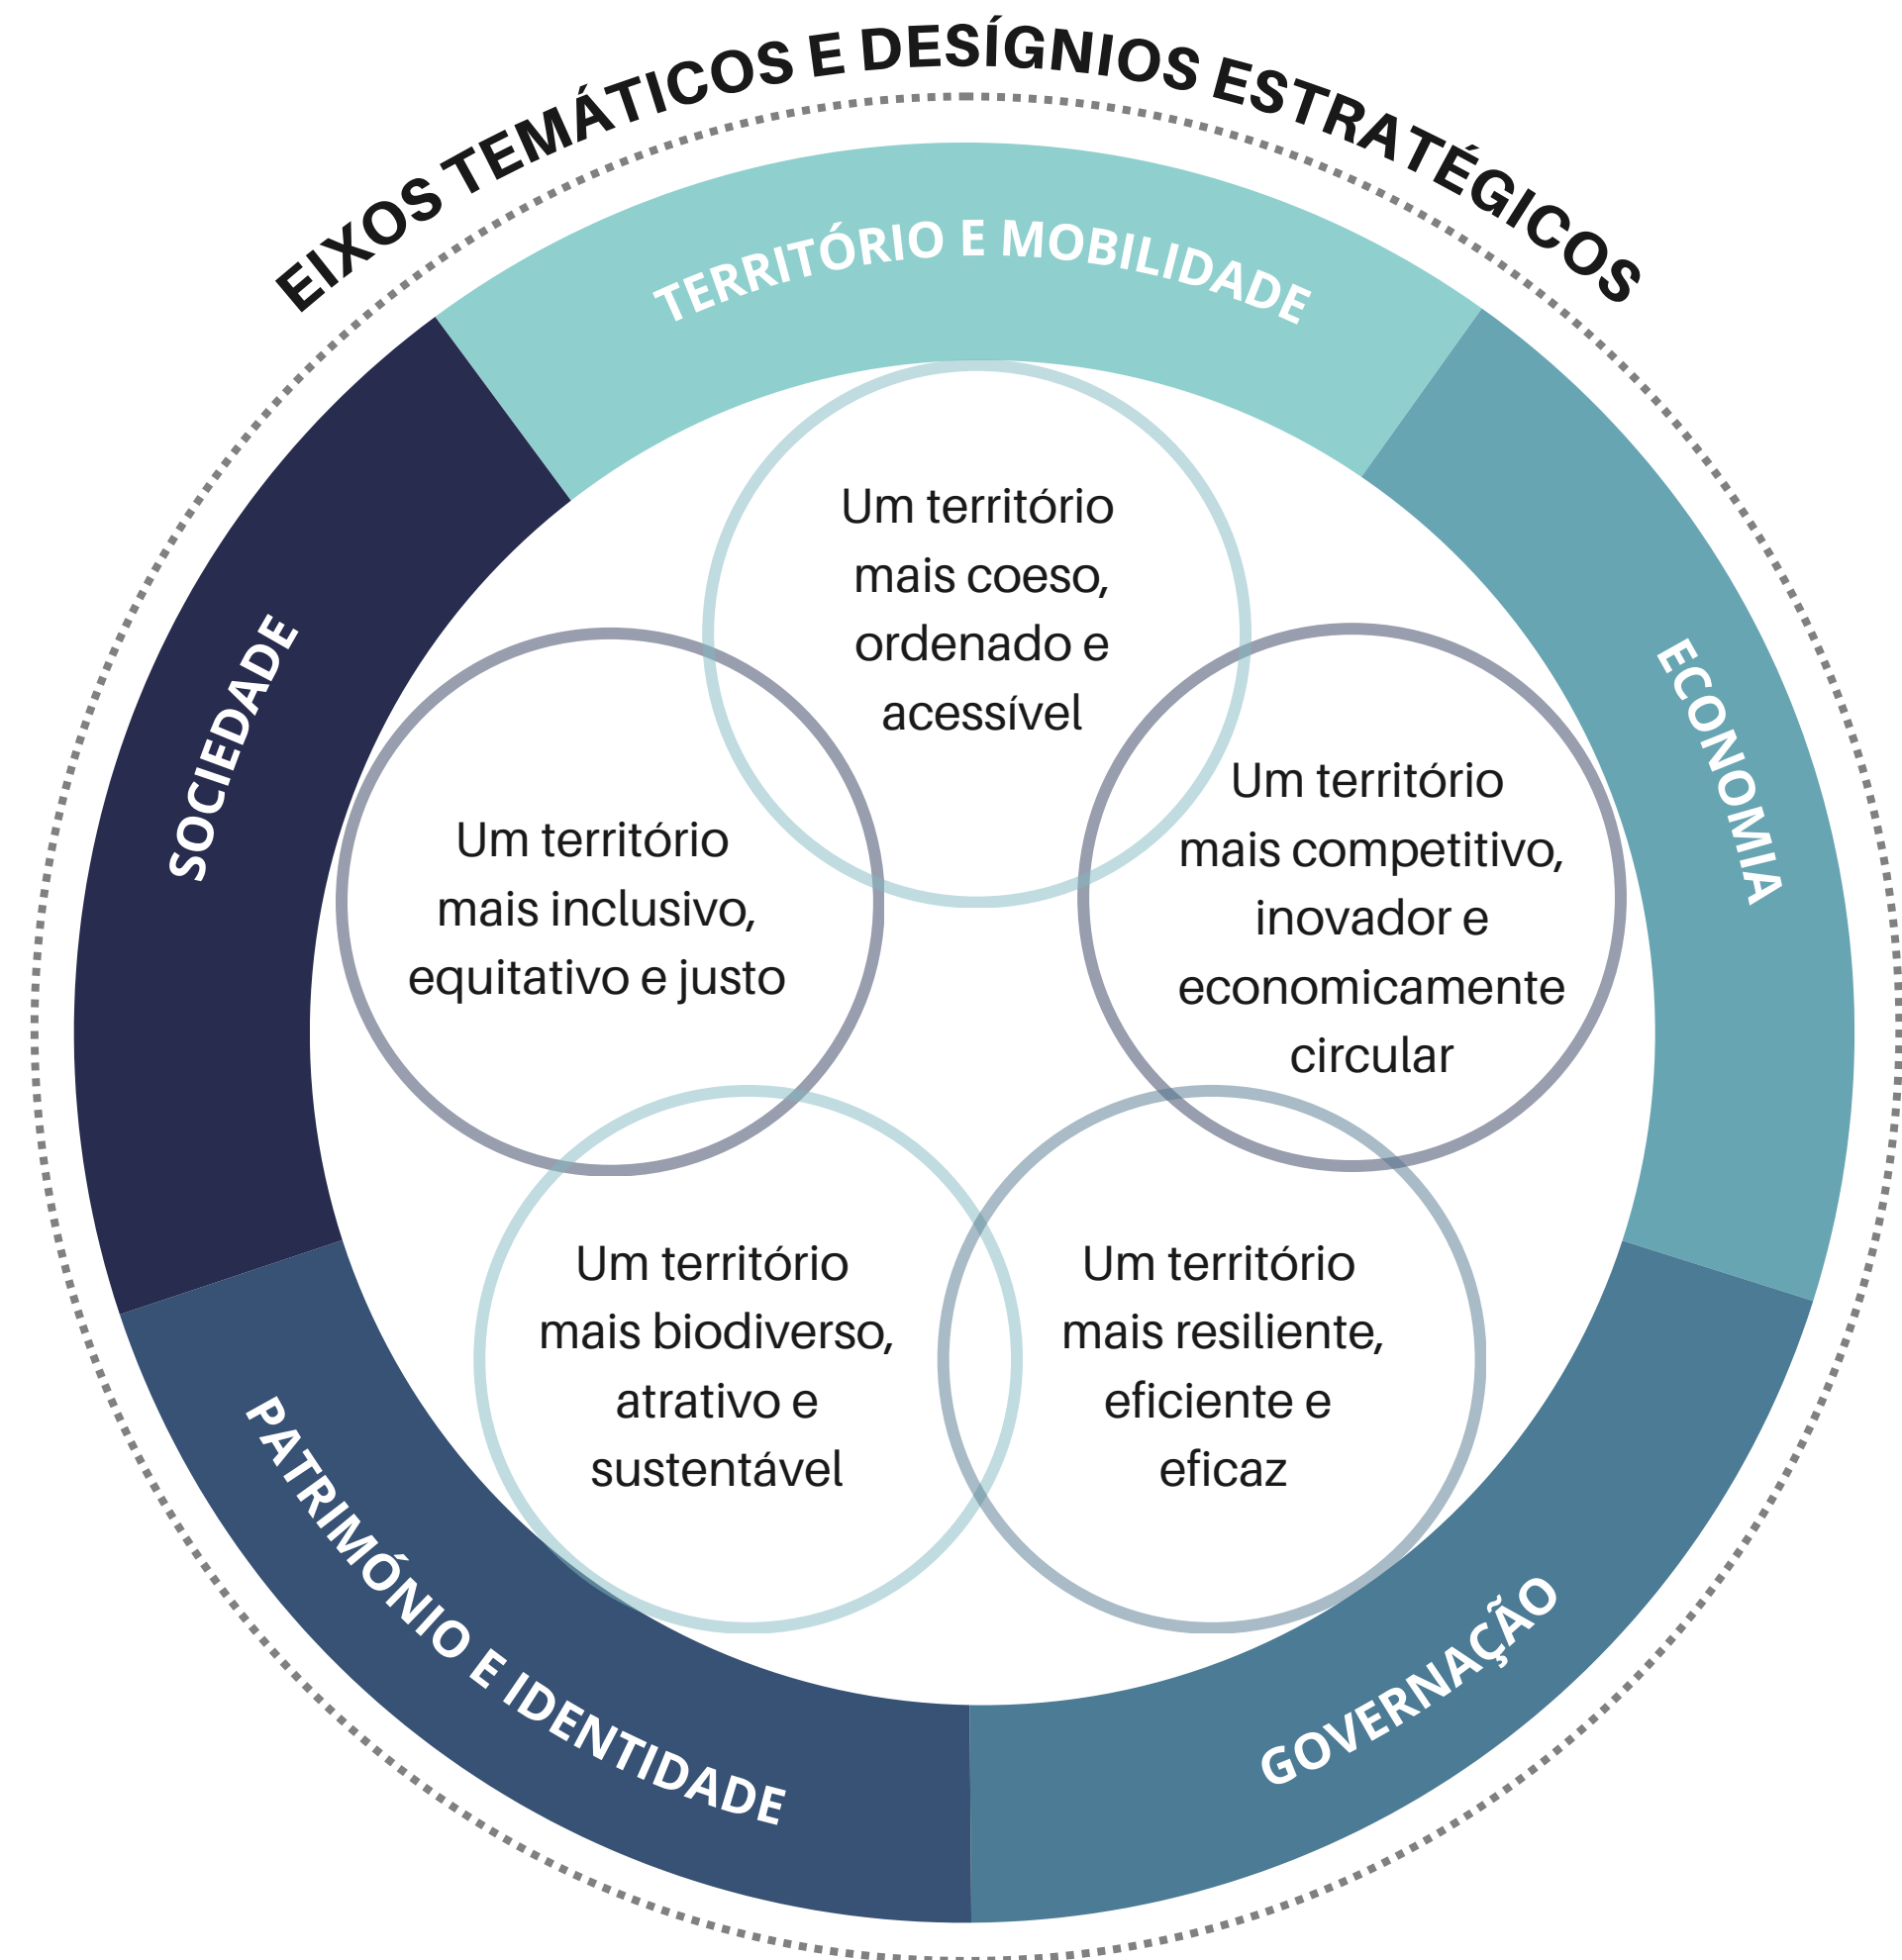 EIXOS TEMÁTICOS E DESÍGNIOS ESTRATÉGICOS
TERRITÓRIO E MOBILIDADE
ECONOMIA
GOVERNAÇÃO
PATRIMÓNIO E IDENTIDADE
SOCIEDADE
Um território
mais coeso,
ordenado e
acessível
Um território
mais competitivo,
inovador e
economicamente
circular
Um território
mais resiliente,
eficiente e
eficaz
Um território
mais biodiverso,
atrativo e
sustentável
Um território
mais inclusivo,
equitativo e justo